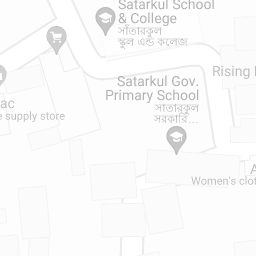 Satarkul School
& College
সাঁতারকুল
স্কুল এন্ড কলেজ
Satarkul Gov.
Primary School
সাতারকুল
সরকারি...
Rising
ac
e supply store
Women's clot